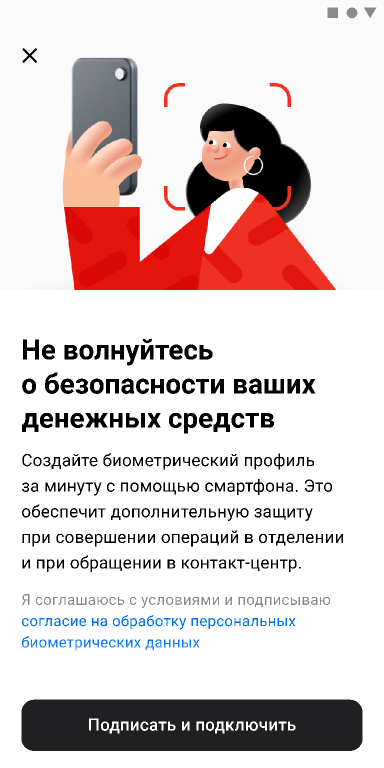 Не волнуйтесь
о безопасности ваших
денежных средств
Создайте биометрический профиль
за минуту с помощью смартфона. Это
обеспечит дополнительную защиту
при совершении операций в отделении
и при обращении в контакт-центр.
Я соглашаюсь с условиями и подписываю
согласие на обработку персональных
биометрических данных
Подписать и подключить